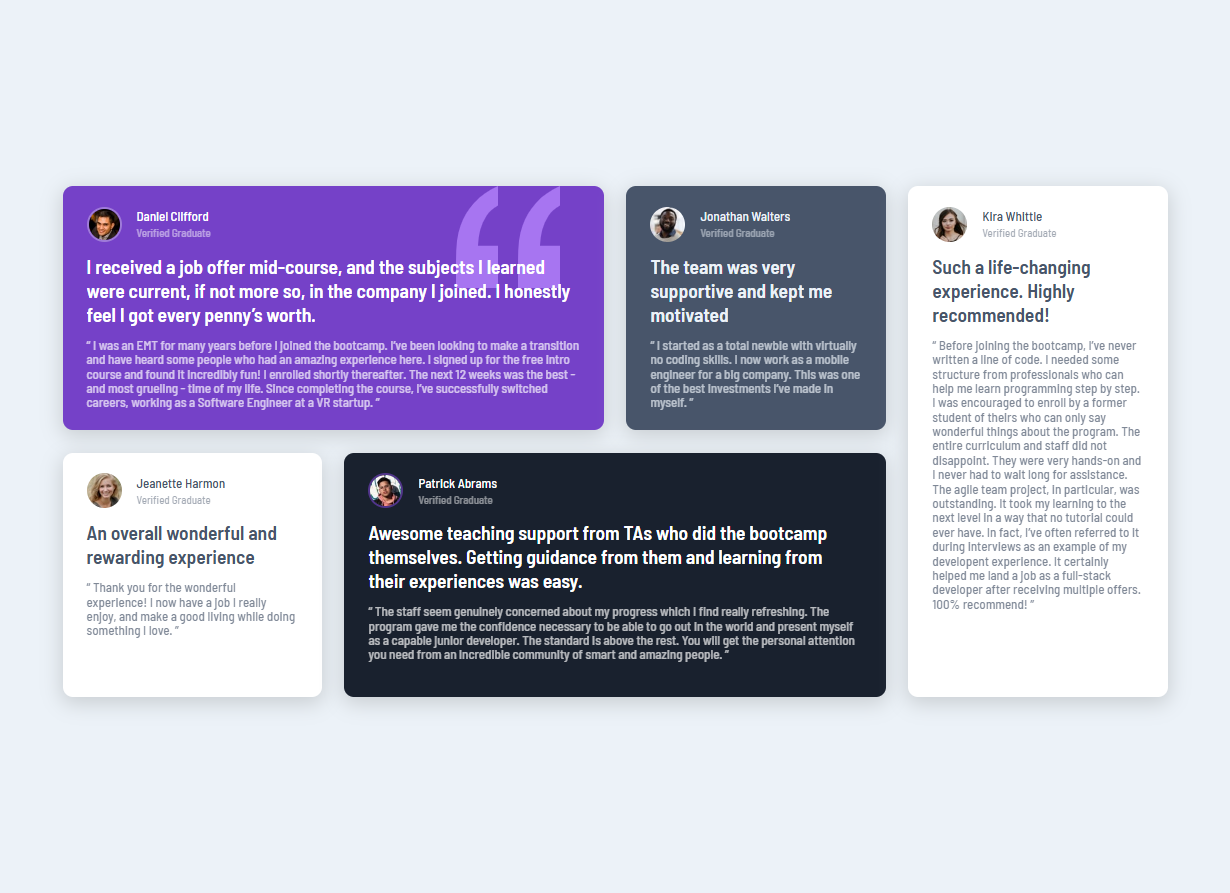 Daniel Clifford
Verified Graduate
I received a job offer mid-course, and the subjects I learned
were current, if not more so, in the company I joined. I honestly
feel I got every penny’s worth.
“ I was an EMT for many years before I joined the bootcamp. I’ve been looking to make a transition
and have heard some people who had an amazing experience here. I signed up for the free intro
course and found it incredibly fun! I enrolled shortly thereafter. The next 12 weeks was the best –
and most grueling – time of my life. Since completing the course, I’ve successfully switched
careers, working as a Software Engineer at a VR startup. ”
Jonathan Walters
Verified Graduate
The team was very
supportive and kept me
motivated
“ I started as a total newbie with virtually
no coding skills. I now work as a mobile
engineer for a big company. This was one
of the best investments I’ve made in
myself. ”
Kira Whittle
Verified Graduate
Such a life-changing
experience. Highly
recommended!
“ Before joining the bootcamp, I’ve never
written a line of code. I needed some
structure from professionals who can
help me learn programming step by step.
I was encouraged to enroll by a former
student of theirs who can only say
wonderful things about the program. The
entire curriculum and staff did not
disappoint. They were very hands-on and
I never had to wait long for assistance.
The agile team project, in particular, was
outstanding. It took my learning to the
next level in a way that no tutorial could
ever have. In fact, I’ve often referred to it
during interviews as an example of my
developent experience. It certainly
helped me land a job as a full-stack
developer after receiving multiple offers.
100% recommend! ”
Jeanette Harmon
Verified Graduate
An overall wonderful and
rewarding experience
“ Thank you for the wonderful
experience! I now have a job I really
enjoy, and make a good living while doing
something I love. ”
Patrick Abrams
Verified Graduate
Awesome teaching support from TAs who did the bootcamp
themselves. Getting guidance from them and learning from
their experiences was easy.
“ The staff seem genuinely concerned about my progress which I find really refreshing. The
program gave me the confidence necessary to be able to go out in the world and present myself
as a capable junior developer. The standard is above the rest. You will get the personal attention
you need from an incredible community of smart and amazing people. ”